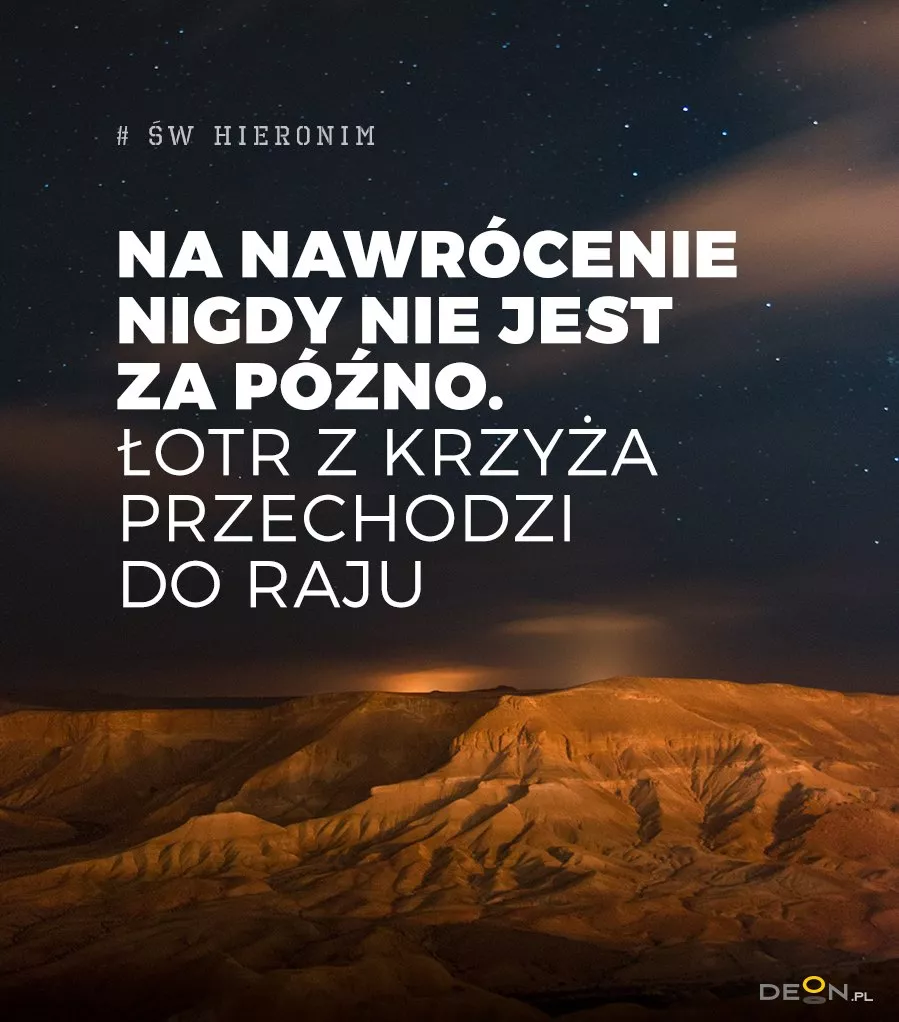 # ŚW HIERONIM
NA NAWRÓCENIE
NIGDY NIE JEST
ZA PÓŹNO.
ŁOTR Z KRZYŻA
PRZECHODZI
DO RAJU
DEON.PL